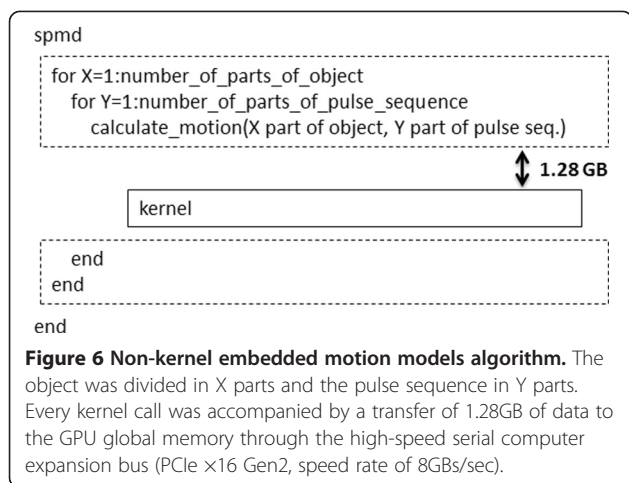 spmd
for X=1:number_of_parts_of_object
for Y=1:number_of_parts_of_pulse_sequence
calculate_motion(X part of object, Y part of pulse seq.)
1.28 GB
kernel
end
end
end
Figure 6 Non-kernel embedded motion models algorithm. The
object was divided in X parts and the pulse sequence in Y parts.
Every kernel call was accompanied by a transfer of 1.28GB of data to
the GPU global memory through the high-speed serial computer
expansion bus (PCIe ×16 Gen2, speed rate of 8GBs/sec).